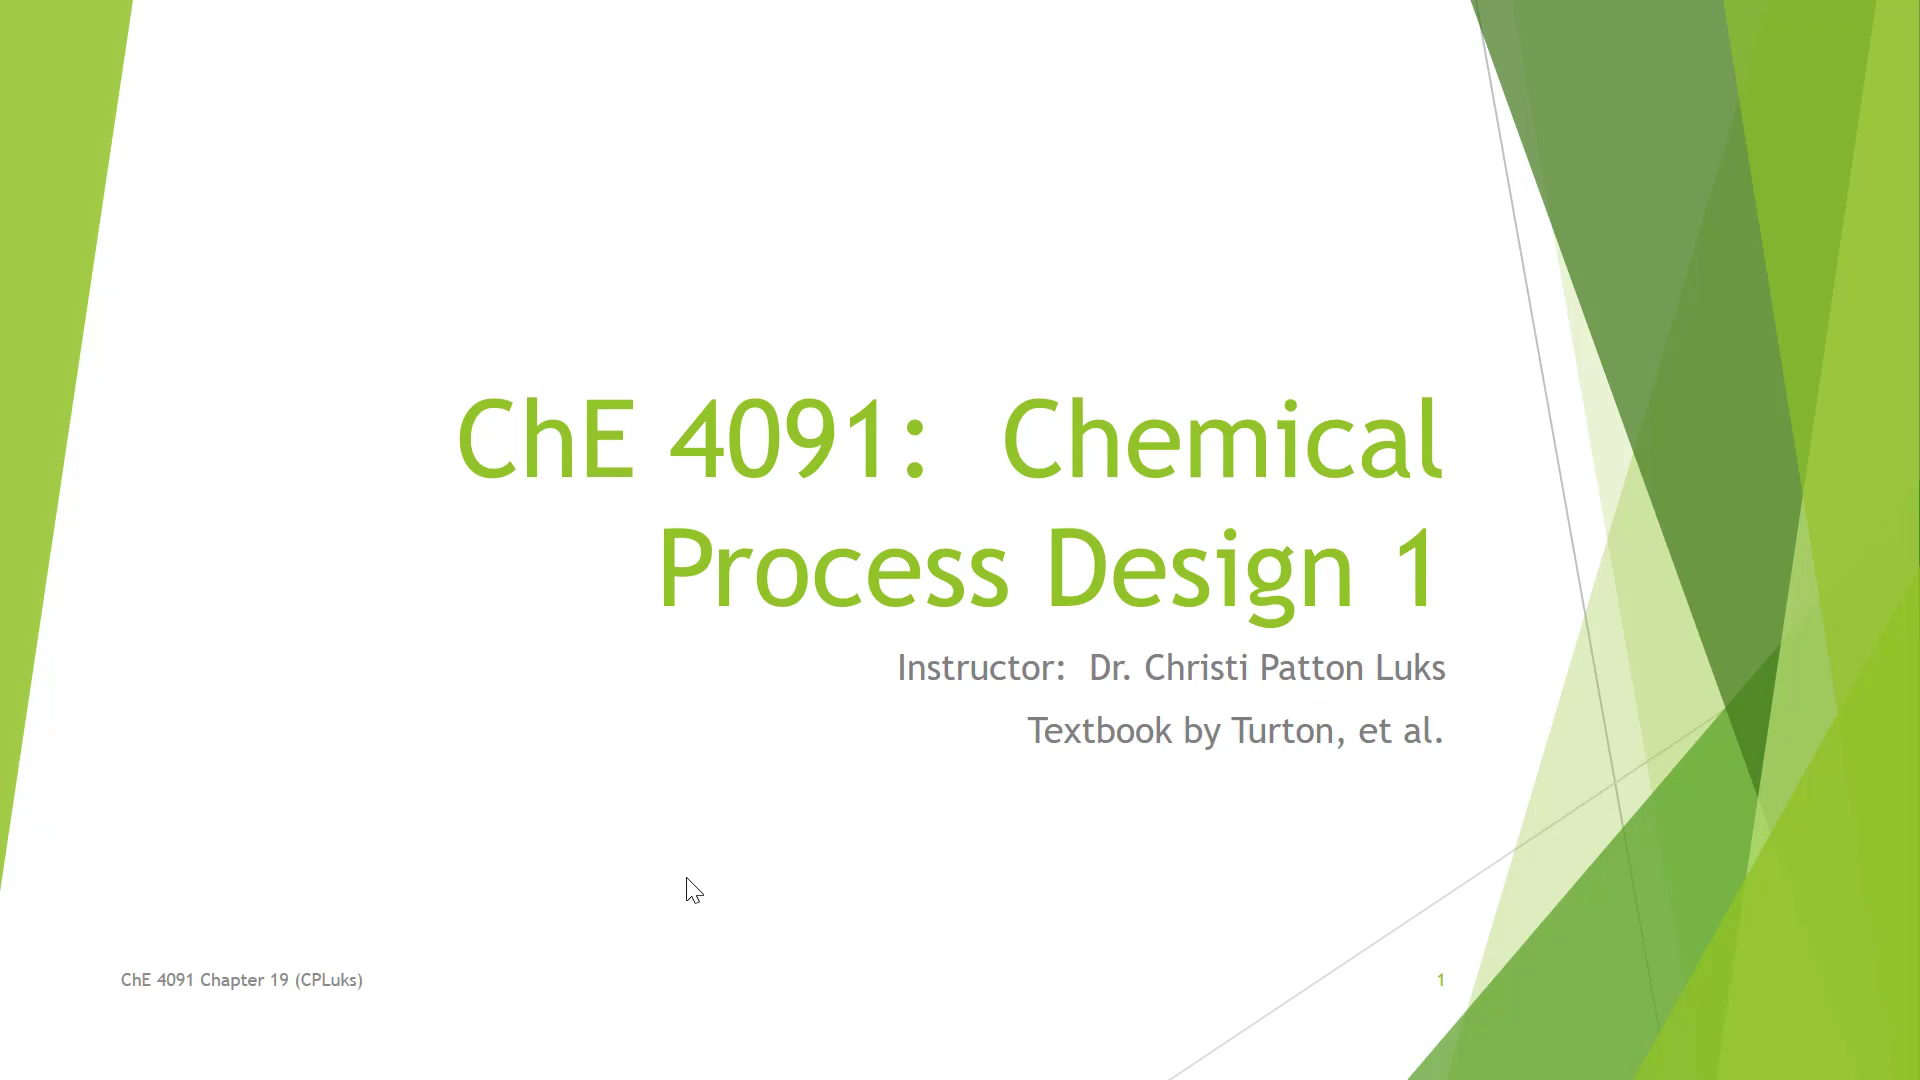 ChE 4091:  Chemical
Process Design 1
Instructor:  Dr. Christi Patton Luks
Textbook by Turton, et al.
ChE 4091 Chapter 19 (CPLuks)
1